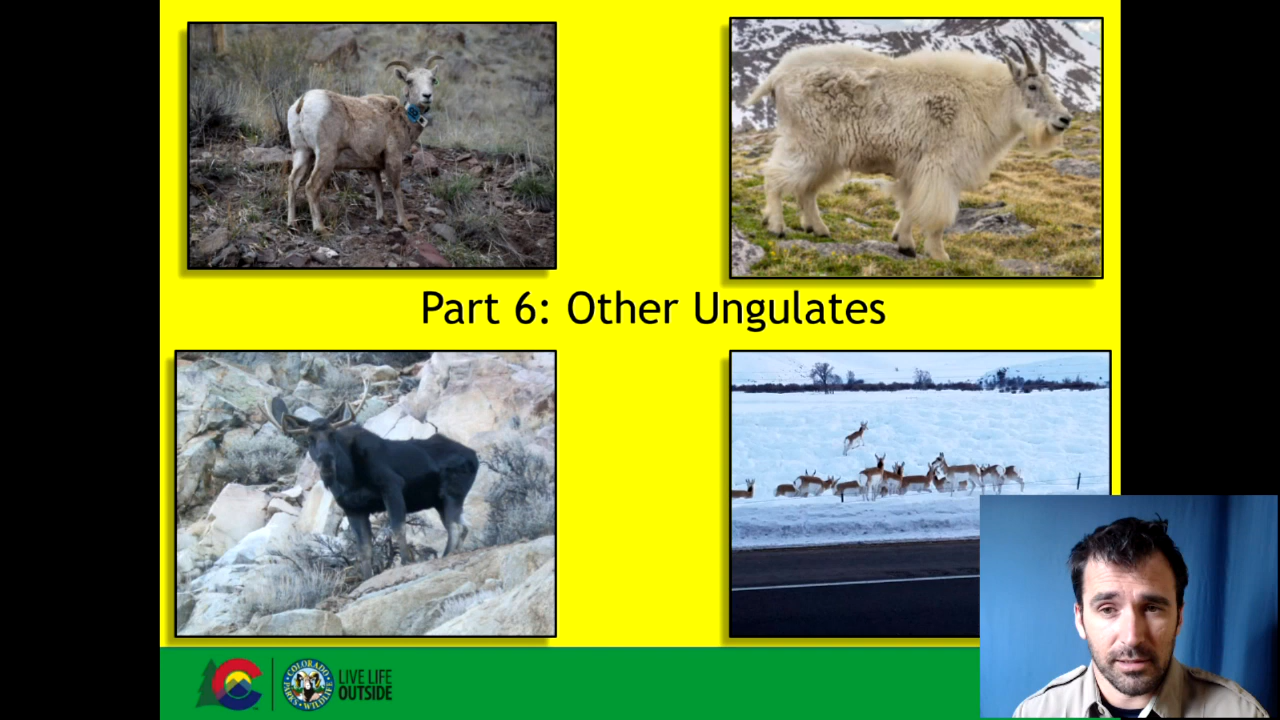 Part 6: Other Ungulates
COLORADO
PARKS & WILDLIFE
LIVE LIFE
OUTSIDE